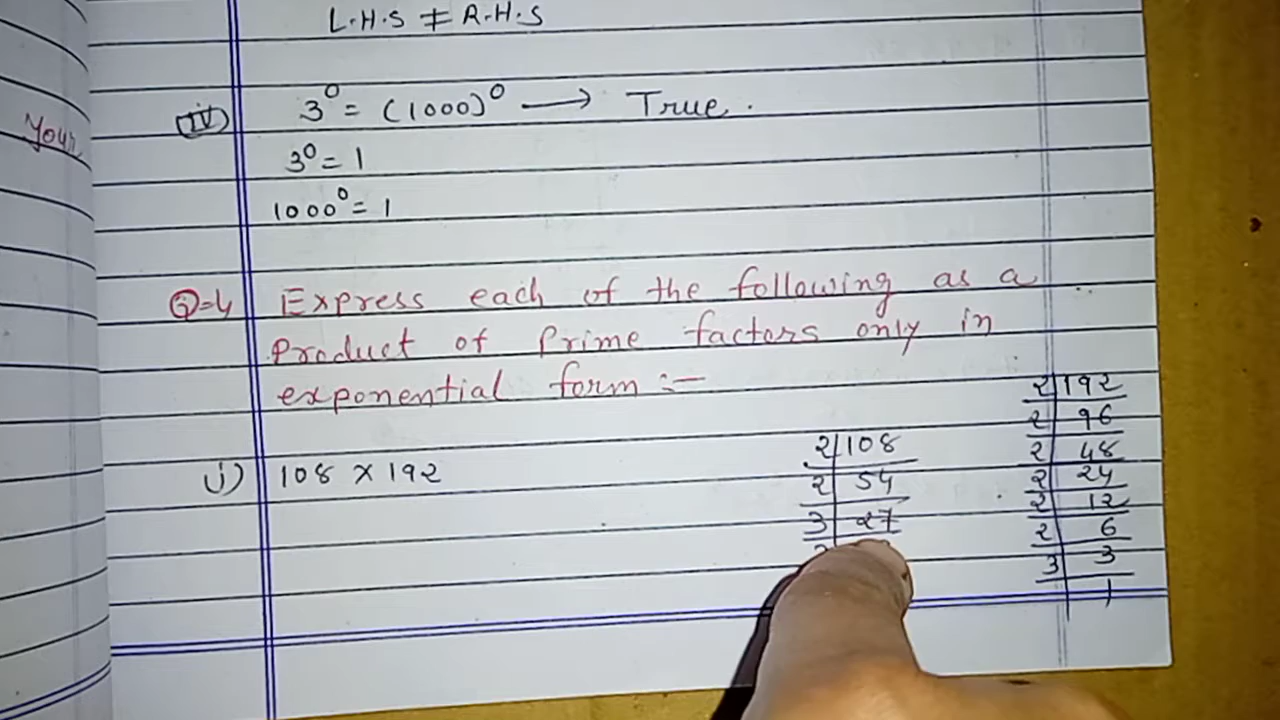 L.H.S ≠ R.H.S
(iv) 3⁰ = (1000)⁰ → True.
Your
3⁰ = 1
1000⁰ = 1
Q=4 Express each of the following as a
Product of Prime factors only in
exponential form :-
2 192
2 96
2 108
2 48
(i) 108 × 192
2 54
2 24
2 12
3 27
2 6
3 3
1